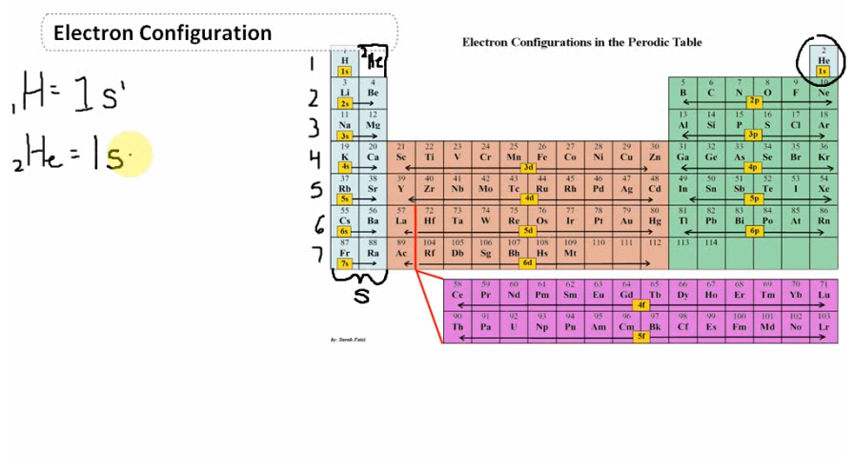 Electron Configuration
Electron Configurations in the Periodic Table
₁H = 1s¹
₂He = 1s
1 H ²He 2 He
1s 1s
2 3 4 5 6 7 8 9 10
Li Be B C N O F Ne
2s 2p
3 11 12 13 14 15 16 17 18
Na Mg Al Si P S Cl Ar
3s 3p
4 19 20 21 22 23 24 25 26 27 28 29 30 31 32 33 34 35 36
K Ca Sc Ti V Cr Mn Fe Co Ni Cu Zn Ga Ge As Se Br Kr
4s 3d 4p
5 37 38 39 40 41 42 43 44 45 46 47 48 49 50 51 52 53 54
Rb Sr Y Zr Nb Mo Tc Ru Rh Pd Ag Cd In Sn Sb Te I Xe
5s 4d 5p
6 55 56 57 72 73 74 75 76 77 78 79 80 81 82 83 84 85 86
Cs Ba La Hf Ta W Re Os Ir Pt Au Hg Tl Pb Bi Po At Rn
6s 5d 6p
7 87 88 89 104 105 106 107 108 109 110 111 112 113 114
Fr Ra Ac Rf Db Sg Bh Hs Mt
7s 6d
S
58 59 60 61 62 63 64 65 66 67 68 69 70 71
Ce Pr Nd Pm Sm Eu Gd Tb Dy Ho Er Tm Yb Lu
4f
90 91 92 93 94 95 96 97 98 99 100 101 102 103
Th Pa U Np Pu Am Cm Bk Cf Es Fm Md No Lr
5f
by: Sarah Faizi